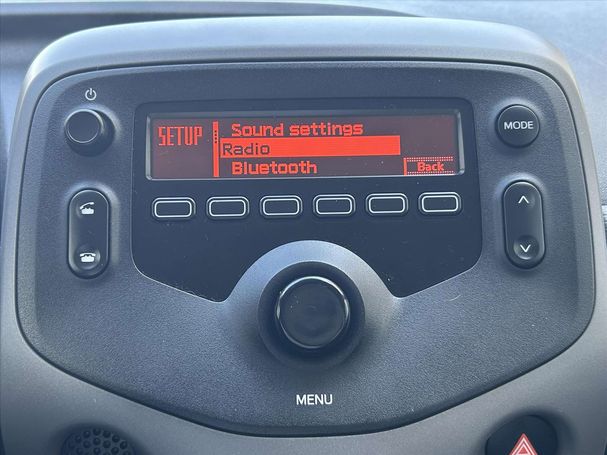 SETUP
Sound settings
Radio
Bluetooth
Back
MODE
MENU